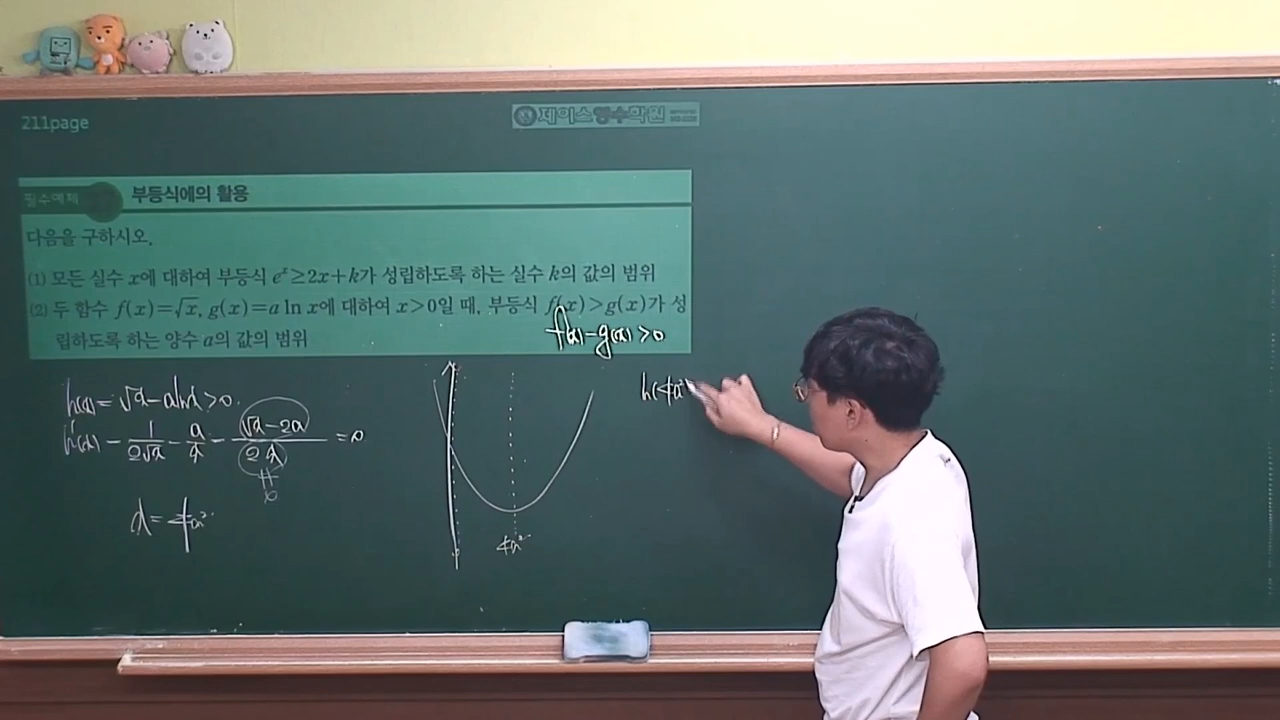 211page
제이스영수학원
필수예제 부등식에의 활용
다음을 구하시오.
(1) 모든 실수 x에 대하여 부등식 eˣ≥2x+k가 성립하도록 하는 실수 k의 값의 범위
(2) 두 함수 f(x)=√x, g(x)=a ln x에 대하여 x>0일 때, 부등식 f(x)>g(x)가 성
립하도록 하는 양수 a의 값의 범위
f(x)-g(x)>0
h(x)=√x-alnx>0.
h'(x)=1/(2√x)-a/x=(√x-2a)/(2x)=0
≠0
x=4a²
0
4a²
h(4a²)